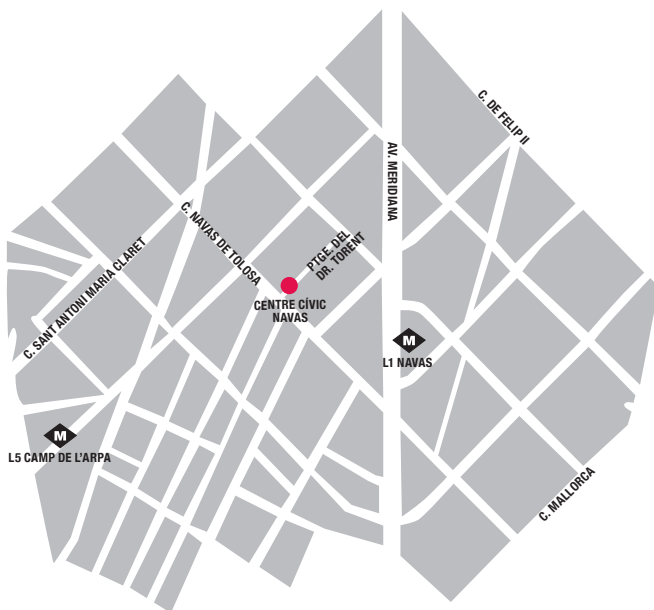 C. DE FELIP II
AV. MERIDIANA
C. NAVAS DE TOLOSA
PTGE. DEL
DR. TORENT
C. SANT ANTONI MARIA CLARET
CENTRE CÍVIC
NAVAS
M
L1 NAVAS
M
L5 CAMP DE L'ARPA
C. MALLORCA